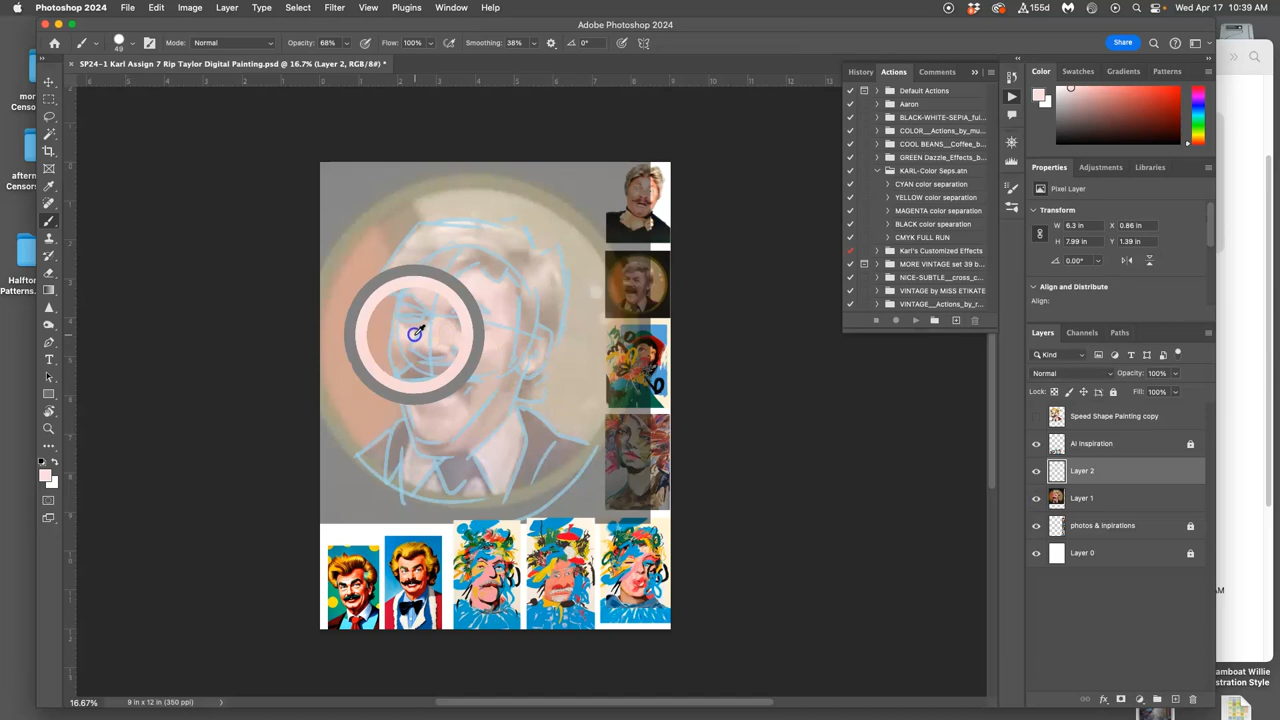 Photoshop 2024 File Edit Image Layer Type Select Filter View Plugins Window Help 155d Wed Apr 17 10:39 AM
Adobe Photoshop 2024
49 Mode: Normal Opacity: 68% Flow: 100% Smoothing: 38% 0° Share
× SP24-1 Karl Assign 7 Rip Taylor Digital Painting.psd @ 16.7% (Layer 2, RGB/8#) *
History Actions Comments
Default Actions
Aaron
BLACK-WHITE-SEPIA_ful...
COLOR__Actions_by_mu...
COOL BEANS__Coffee_b...
GREEN Dazzle_Effects_b...
KARL-Color Seps.atn
CYAN color separation
YELLOW color separation
MAGENTA color separation
BLACK color speration
CMYK FULL RUN
Karl's Customized Effects
MORE VINTAGE set 39 b...
NICE-SUBTLE__cross_c...
VINTAGE by MISS ETIKATE
VINTAGE__Actions_by_r...
Color Swatches Gradients Patterns
Properties Adjustments Libraries
Pixel Layer
Transform
W 6.3 in X 0.86 in
H 7.99 in Y 1.39 in
0.00°
Align and Distribute
Align:
Layers Channels Paths
Kind
Normal Opacity: 100%
Lock: Fill: 100%
Speed Shape Painting copy
AI Inspiration
Layer 2
Layer 1
photos & inpirations
Layer 0
mor
Censo
aftern
Censors
Halfton
Patterns.
AM
amboat Willie
stration Style
16.67% 9 in x 12 in (350 ppi)